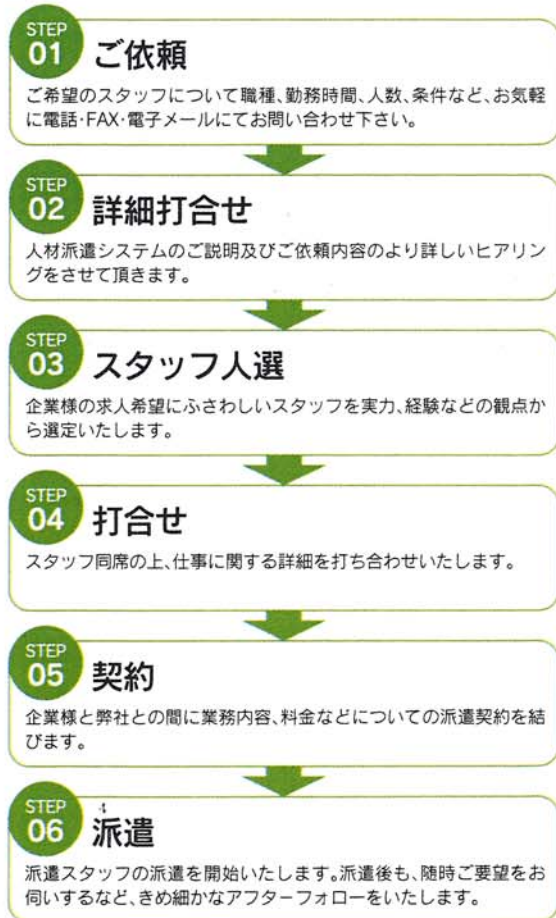 STEP
01 ご依頼
ご希望のスタッフについて職種、勤務時間、人数、条件など、お気軽
に電話・FAX・電子メールにてお問い合わせ下さい。
STEP
02 詳細打合せ
人材派遣システムのご説明及びご依頼内容のより詳しいヒアリン
グをさせて頂きます。
STEP
03 スタッフ人選
企業様の求人希望にふさわしいスタッフを実力、経験などの観点か
ら選定いたします。
STEP
04 打合せ
スタッフ同席の上、仕事に関する詳細を打ち合わせいたします。
STEP
05 契約
企業様と弊社との間に業務内容、料金などについての派遣契約を結
びます。
STEP
06 派遣
派遣スタッフの派遣を開始いたします。派遣後も、随時ご要望をお
伺いするなど、きめ細かなアフターフォローをいたします。